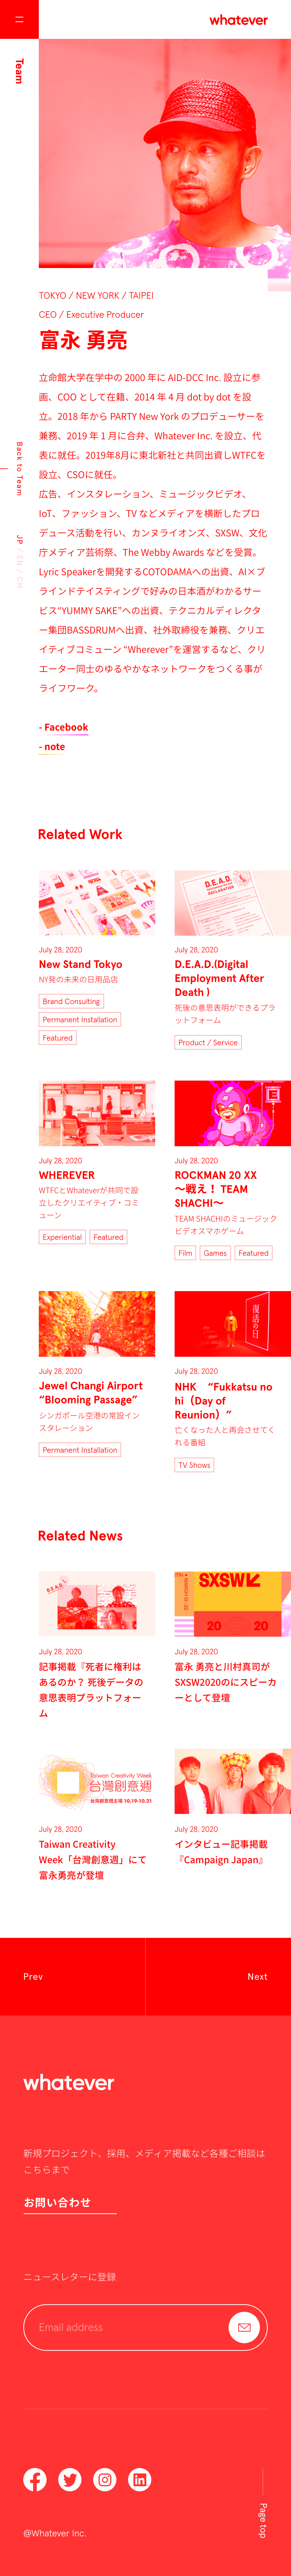 whatever
Team
TOKYO / NEW YORK / TAIPEI
CEO / Executive Producer
富永 勇亮
立命館大学在学中の 2000 年に AID-DCC Inc. 設立に参
画、COO として在籍、2014 年 4 月 dot by dot を設
立。2018 年から PARTY New York のプロデューサーを
兼務、2019 年 1 月に合弁、Whatever Inc. を設立、代
表に就任。2019年8月に東北新社と共同出資しWTFCを
設立、CSOに就任。
広告、インスタレーション、ミュージックビデオ、
IoT、ファッション、TV などメディアを横断したプロ
デュース活動を行い、カンヌライオンズ、SXSW、文化
庁メディア芸術祭、The Webby Awards などを受賞。
Lyric Speakerを開発するCOTODAMAへの出資、AI×ブ
ラインドテイスティングで好みの日本酒がわかるサー
ビス“YUMMY SAKE”への出資、テクニカルディレクタ
ー集団BASSDRUMへ出資、社外取締役を兼務、クリエ
イティブコミューン “Wherever”を運営するなど、クリ
エーター同士のゆるやかなネットワークをつくる事が
ライフワーク。
Back to Team
JP / EN / CH
- Facebook
- note
Related Work
July 28, 2020
New Stand Tokyo
NY発の未来の日用品店
Brand Consulting
Permanent Installation
Featured
D.E.A.D.
DECLARATION
July 28, 2020
D.E.A.D.(Digital
Employment After
Death )
死後の意思表明ができるプラ
ットフォーム
Product / Service
July 28, 2020
WHEREVER
WTFCとWhateverが共同で設
立したクリエイティブ・コミ
ューン
Experiential
Featured
July 28, 2020
ROCKMAN 20 XX
〜戦え！ TEAM
SHACHI〜
TEAM SHACHIのミュージック
ビデオスマホゲーム
Film
Games
Featured
July 28, 2020
Jewel Changi Airport
“Blooming Passage”
シンガポール空港の常設イン
スタレーション
Permanent Installation
復活の日
July 28, 2020
NHK　“Fukkatsu no
hi（Day of
Reunion）”
亡くなった人と再会させてく
れる番組
TV Shows
Related News
D.E.A.D.
July 28, 2020
記事掲載『死者に権利は
あるのか？ 死後データの
意思表明プラットフォー
ム
SXSW
MARCH 13-22
20 20
July 28, 2020
富永 勇亮と川村真司が
SXSW2020のにスピーカ
ーとして登壇
Taiwan Creativity Week
台灣創意週
台灣創意主場 10.19-10.21
July 28, 2020
Taiwan Creativity
Week「台灣創意週」にて
富永勇亮が登壇
July 28, 2020
インタビュー記事掲載
『Campaign Japan』
Prev
Next
whatever
新規プロジェクト、採用、メディア掲載など各種ご相談は
こちらまで
お問い合わせ
ニュースレターに登録
Email address
Page top
@Whatever Inc.